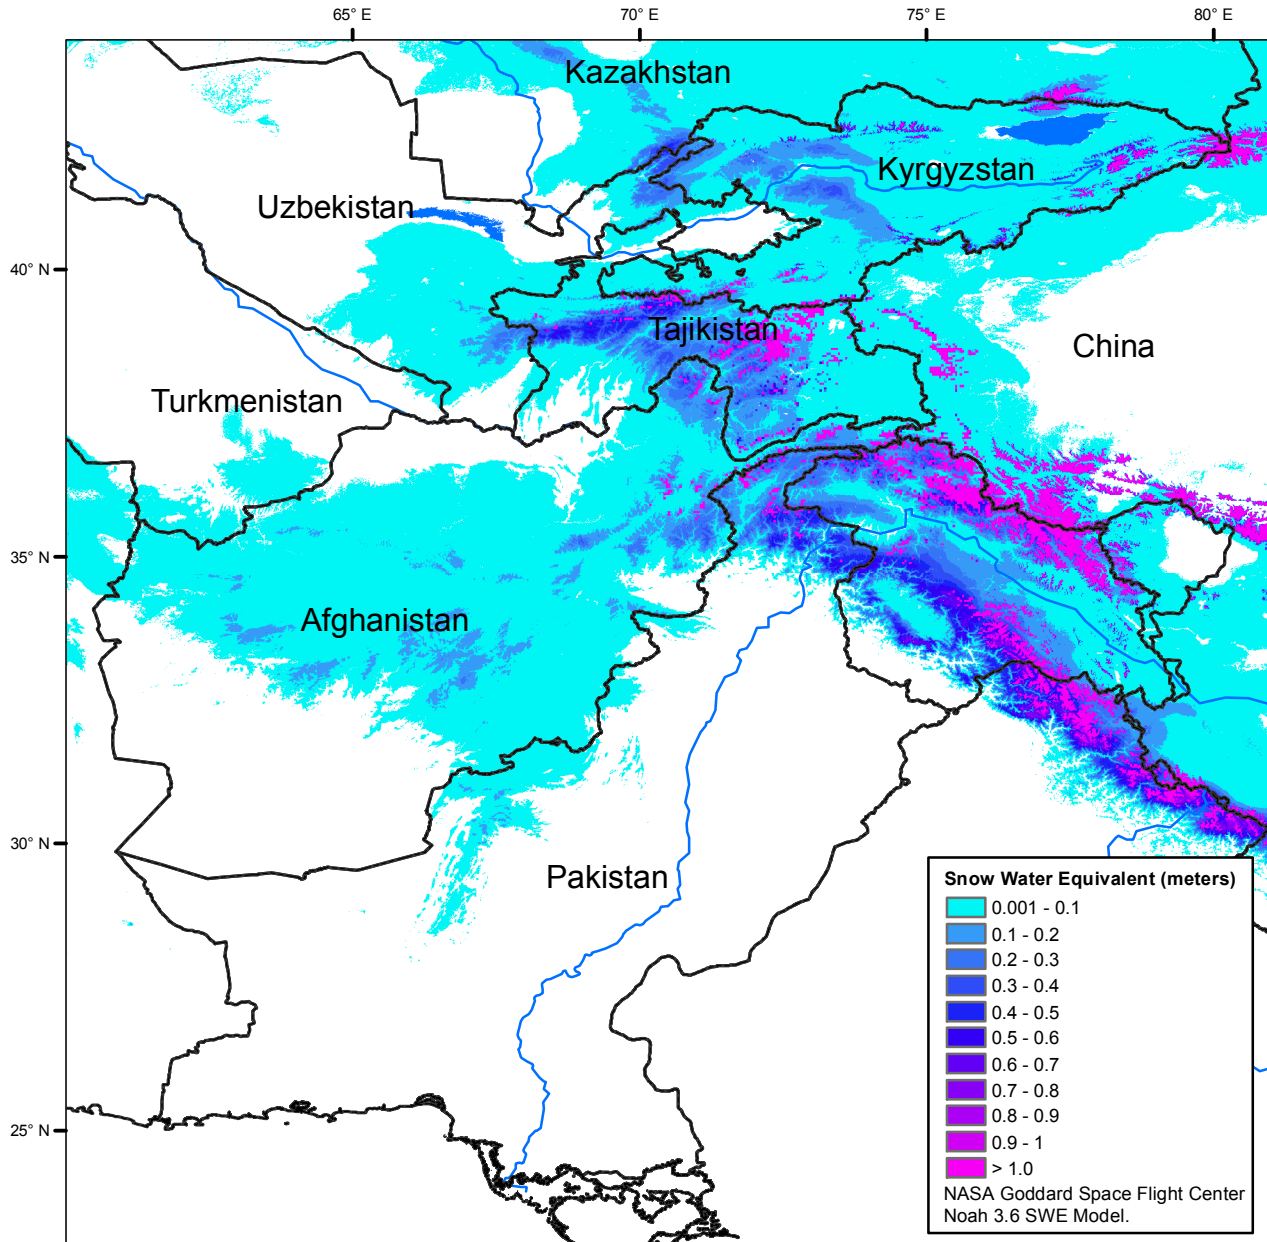 65° E
70° E
75° E
80° E
Kazakhstan
Kyrgyzstan
Uzbekistan
40° N
Tajikistan
China
Turkmenistan
35° N
Afghanistan
30° N
Pakistan
25° N
Snow Water Equivalent (meters)
0.001 - 0.1
0.1 - 0.2
0.2 - 0.3
0.3 - 0.4
0.4 - 0.5
0.5 - 0.6
0.6 - 0.7
0.7 - 0.8
0.8 - 0.9
0.9 - 1
> 1.0
NASA Goddard Space Flight Center
Noah 3.6 SWE Model.